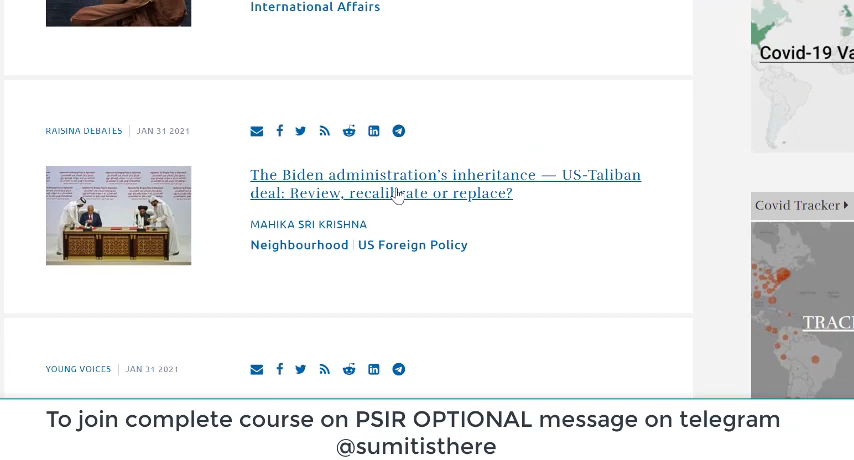 International Affairs
Covid-19 Va
RAISINA DEBATES | JAN 31 2021
The Biden administration's inheritance — US-Taliban
deal: Review, recalibrate or replace?
MAHIKA SRI KRISHNA
Neighbourhood | US Foreign Policy
Covid Tracker
TRAC
YOUNG VOICES | JAN 31 2021
To join complete course on PSIR OPTIONAL message on telegram
@sumitisthere